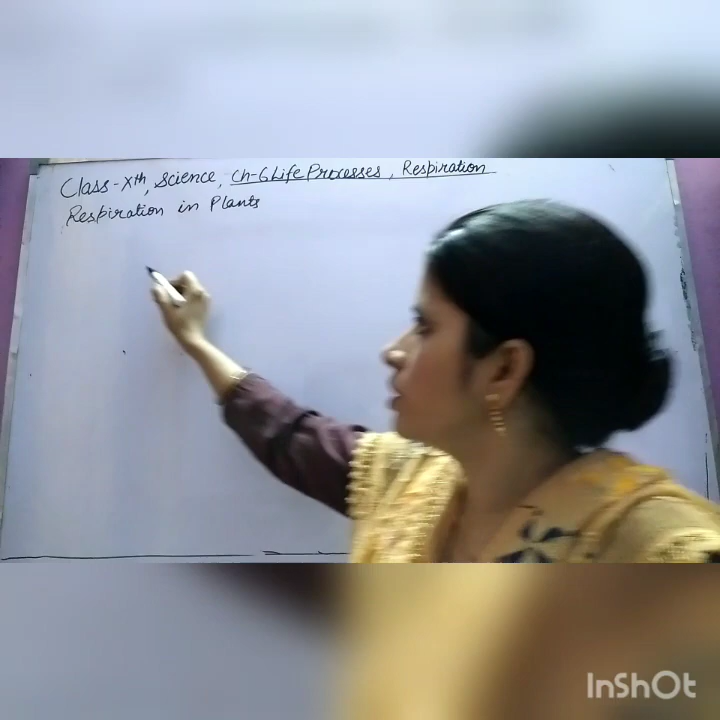 Class-Xth, Science, Ch-6 Life Processes, Respiration
Respiration in Plants
InShOt